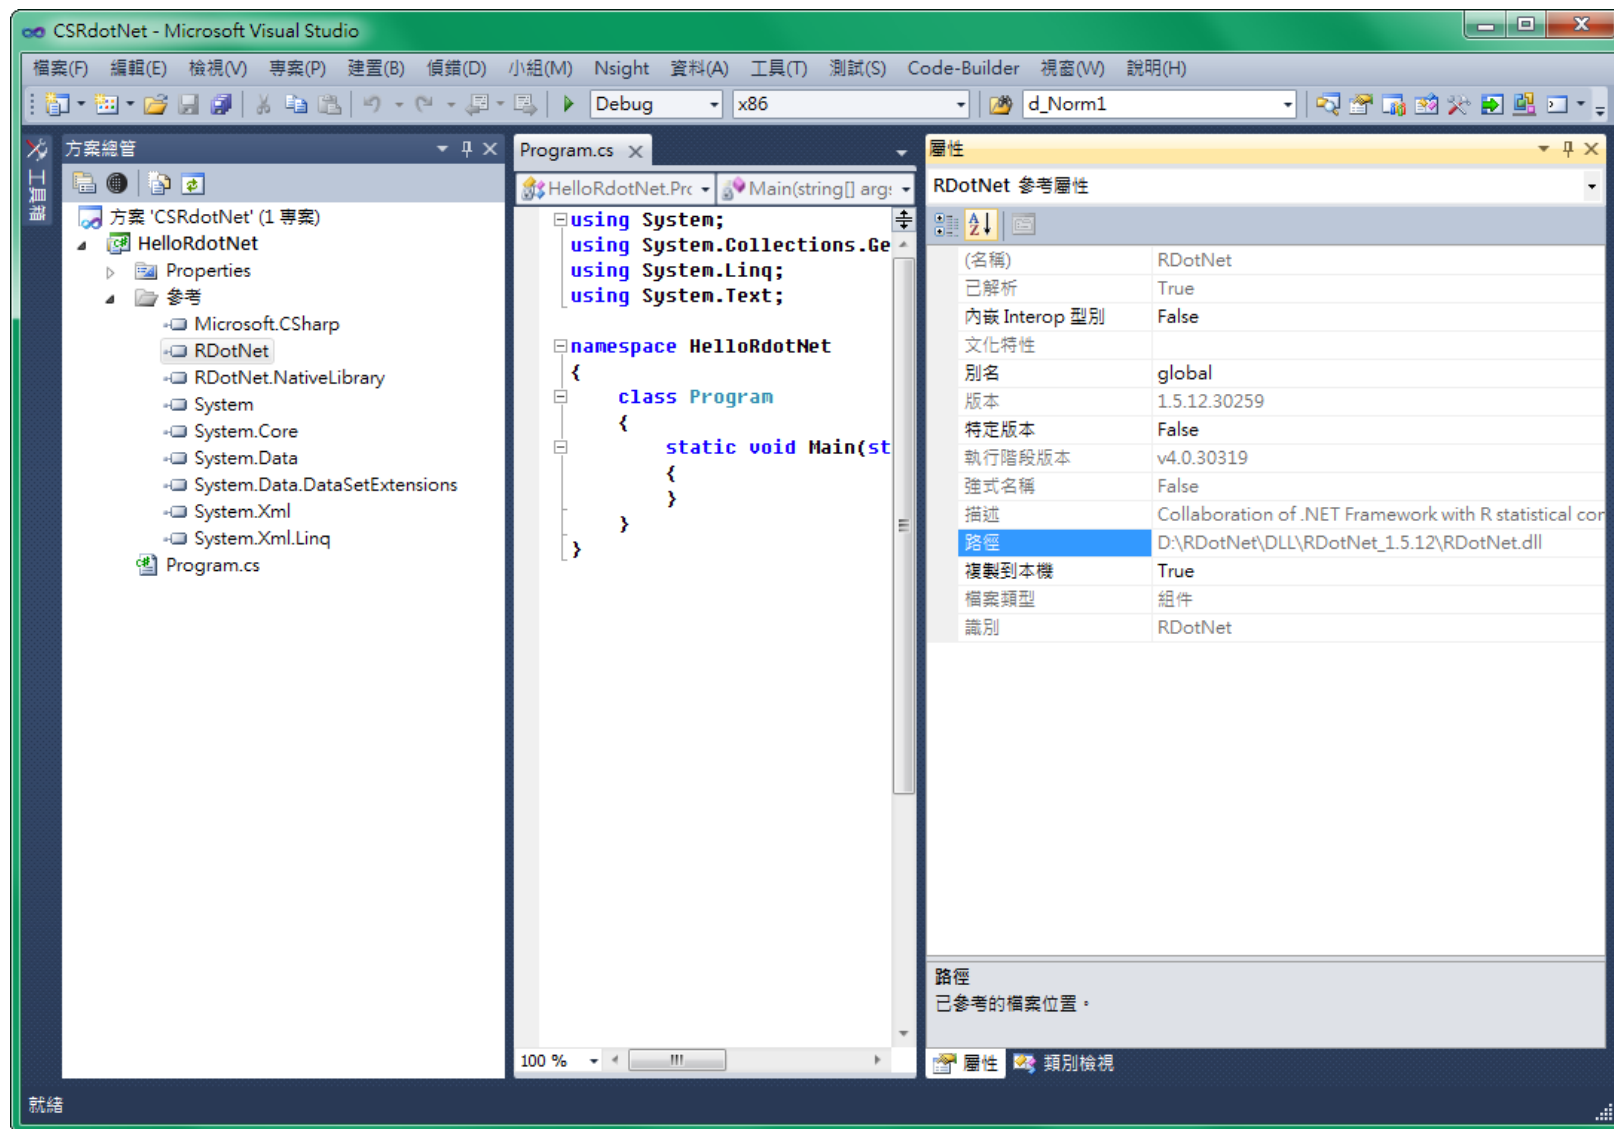 CSRdotNet - Microsoft Visual Studio
檔案(F) 編輯(E) 檢視(V) 專案(P) 建置(B) 偵錯(D) 小組(M) Nsight 資料(A) 工具(T) 測試(S) Code-Builder 視窗(W) 說明(H)
Debug x86 d_Norm1
工具箱
方案總管
方案 'CSRdotNet' (1 專案)
HelloRdotNet
Properties
參考
Microsoft.CSharp
RDotNet
RDotNet.NativeLibrary
System
System.Core
System.Data
System.Data.DataSetExtensions
System.Xml
System.Xml.Linq
Program.cs
Program.cs
HelloRdotNet.Prc Main(string[] arg
using System;
using System.Collections.Ge
using System.Linq;
using System.Text;
namespace HelloRdotNet
{
class Program
{
static void Main(st
{
}
}
}
100 %
屬性
RDotNet 參考屬性
(名稱) RDotNet
已解析 True
內嵌 Interop 型別 False
文化特性
別名 global
版本 1.5.12.30259
特定版本 False
執行階段版本 v4.0.30319
強式名稱 False
描述 Collaboration of .NET Framework with R statistical con
路徑 D:\RDotNet\DLL\RDotNet_1.5.12\RDotNet.dll
複製到本機 True
檔案類型 組件
識別 RDotNet
路徑
已參考的檔案位置。
屬性 類別檢視
就緒